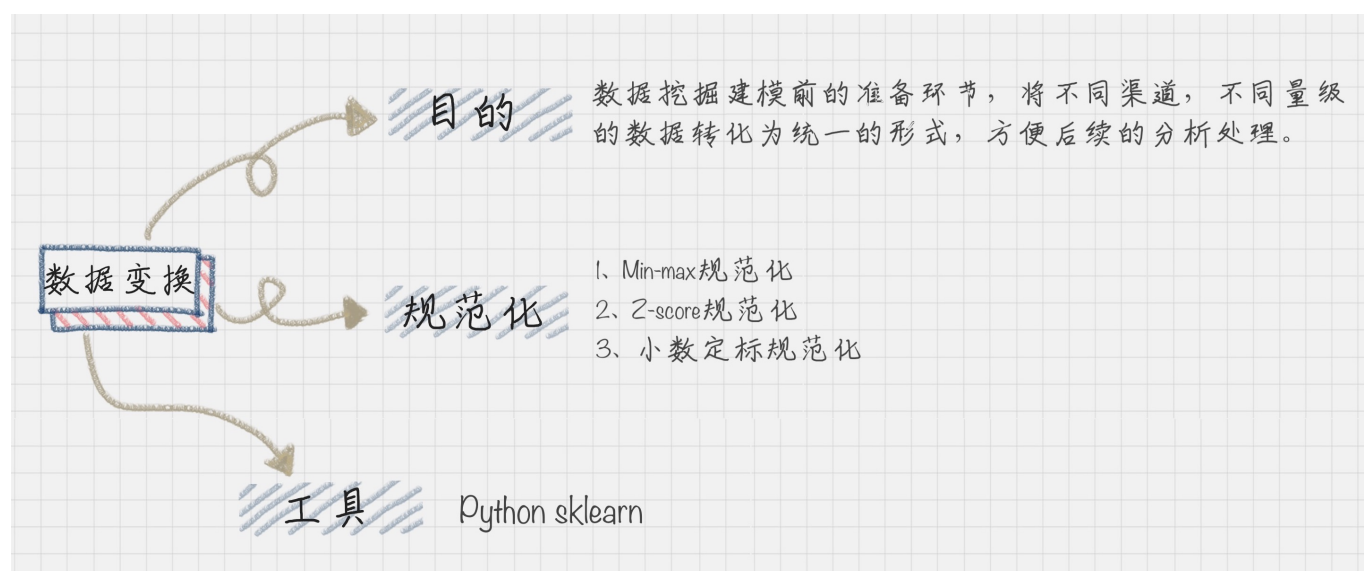 数据变换
目的
数据挖掘建模前的准备环节，将不同渠道，不同量级
的数据转化为统一的形式，方便后续的分析处理。
规范化
1、Min-max规范化
2、Z-score规范化
3、小数定标规范化
工具
Python sklearn